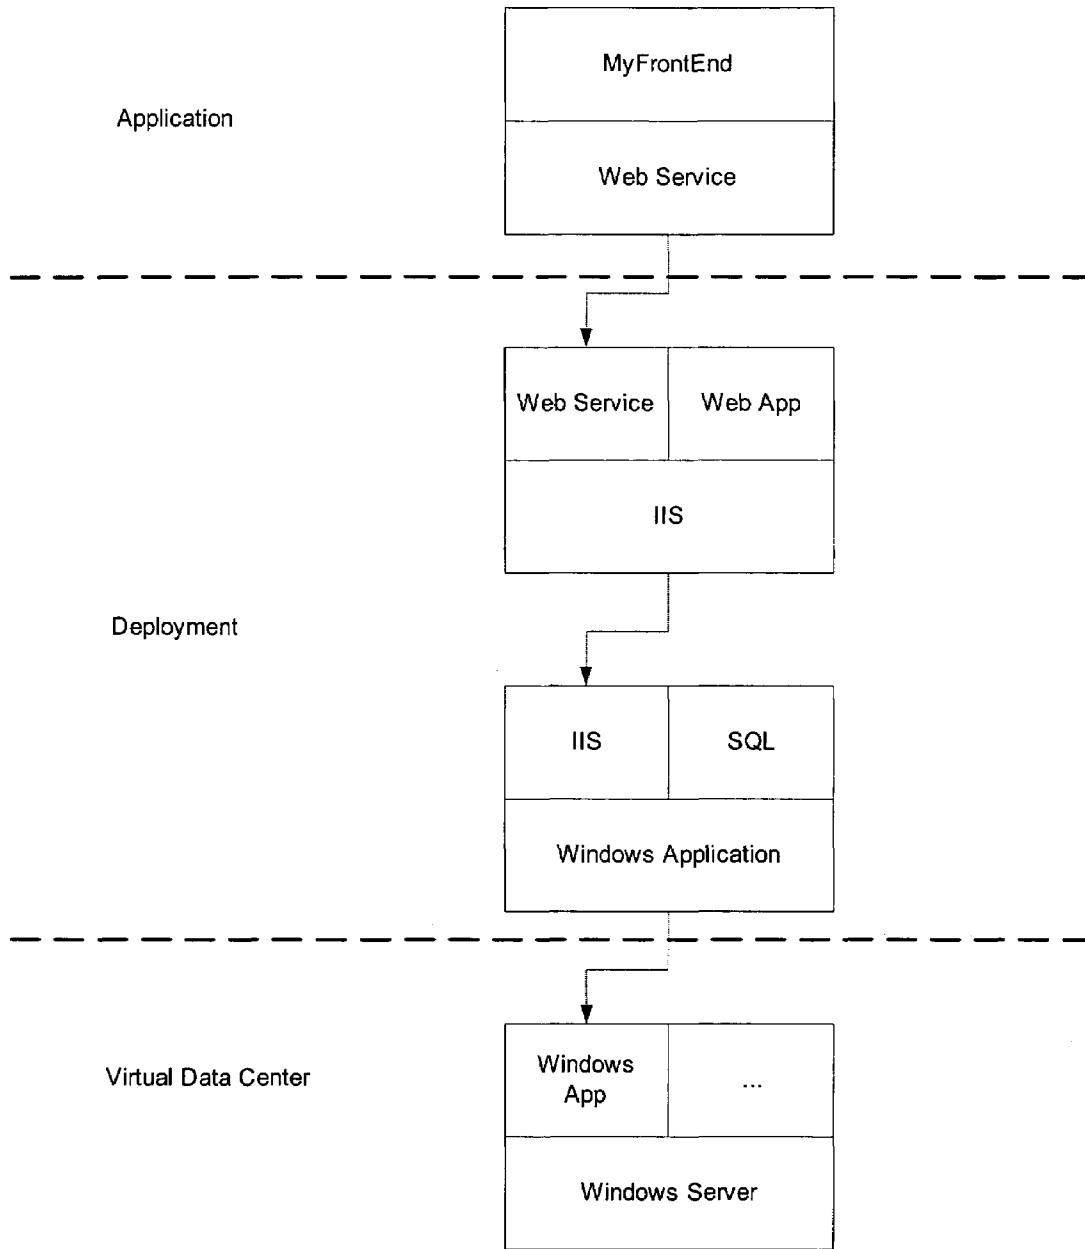 MyFrontEnd
Application
Web Service
Web Service
Web App
IIS
Deployment
IIS
SQL
Windows Application
Virtual Data Center
Windows
App
...
Windows Server